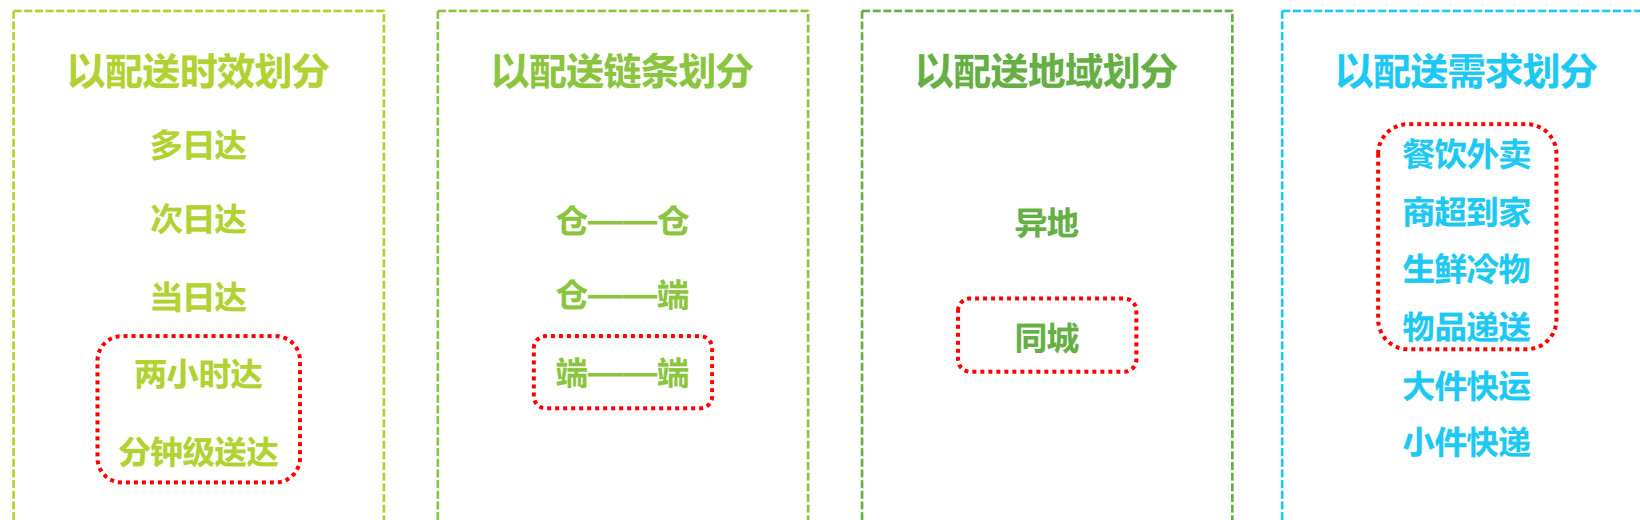 以配送时效划分
多日达
次日达
当日达
两小时达
分钟级送达
以配送链条划分
仓——仓
仓——端
端——端
以配送地域划分
异地
同城
以配送需求划分
餐饮外卖
商超到家
生鲜冷物
物品递送
大件快运
小件快递